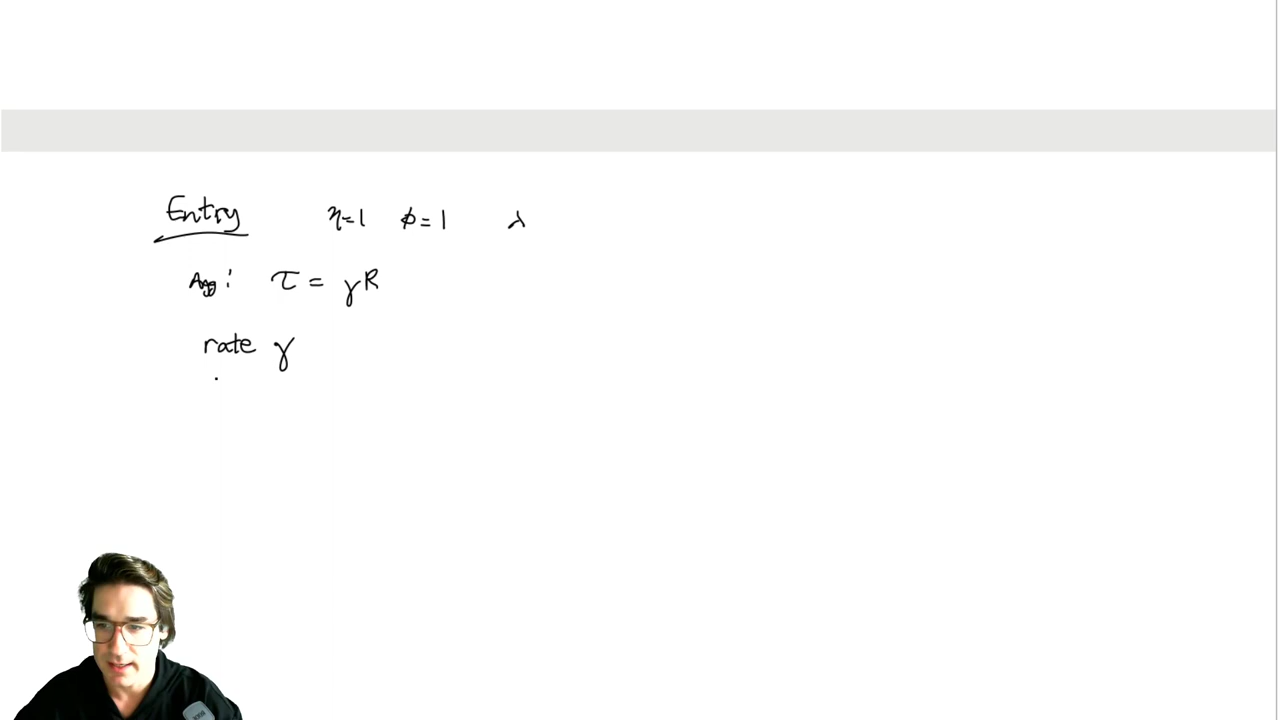 Entry η=1 ϕ=1 λ
Agg: τ = γR
rate γ